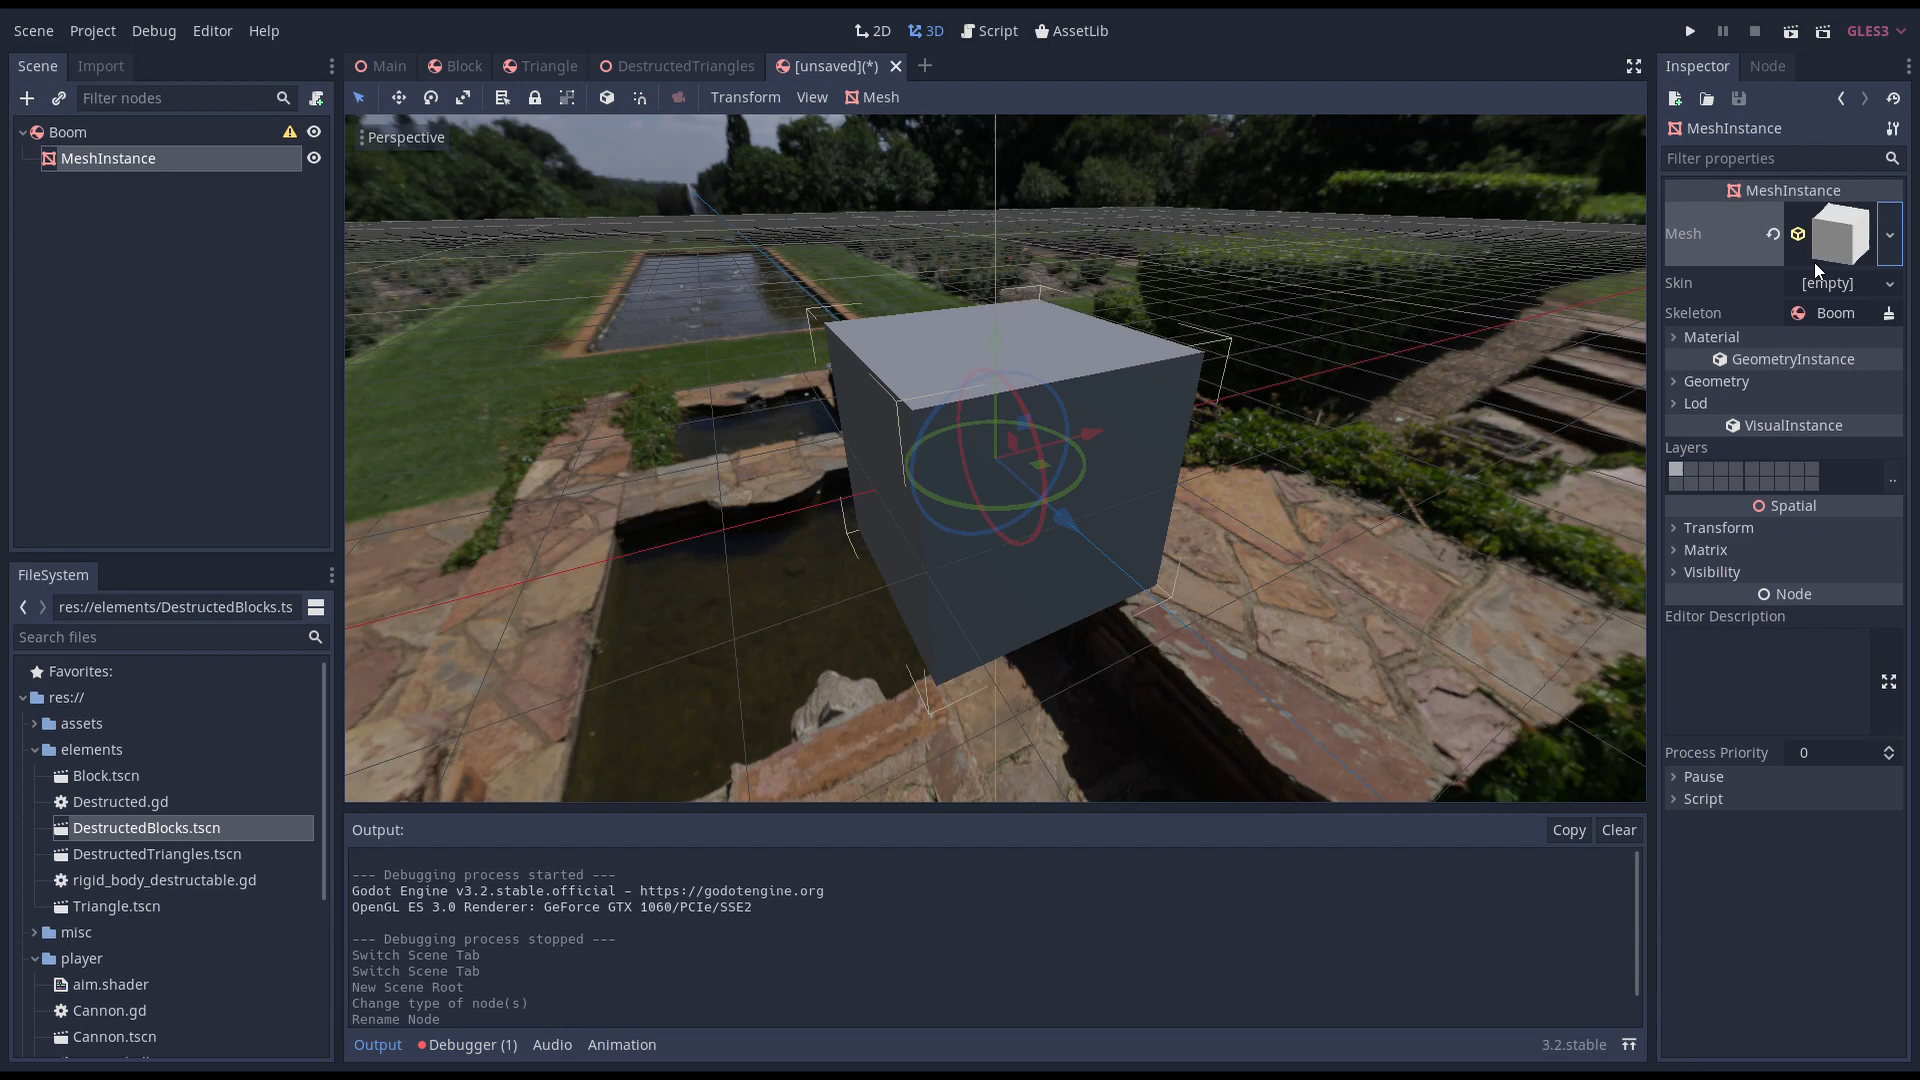 Scene Project Debug Editor Help 2D 3D Script AssetLib GLES3
Scene Import
Main Block Triangle DestructedTriangles [unsaved](*)
Inspector Node
Filter nodes
Transform View Mesh
Boom
MeshInstance
Perspective
MeshInstance
Filter properties
MeshInstance
Mesh
Skin [empty]
Skeleton Boom
Material
GeometryInstance
Geometry
Lod
VisualInstance
Layers
..
Spatial
Transform
Matrix
Visibility
Node
Editor Description
Process Priority 0
Pause
Script
FileSystem
res://elements/DestructedBlocks.ts
Search files
Favorites:
res://
assets
elements
Block.tscn
Destructed.gd
DestructedBlocks.tscn
DestructedTriangles.tscn
rigid_body_destructable.gd
Triangle.tscn
misc
player
aim.shader
Cannon.gd
Cannon.tscn
Output: Copy Clear
--- Debugging process started ---
Godot Engine v3.2.stable.official - https://godotengine.org
OpenGL ES 3.0 Renderer: GeForce GTX 1060/PCIe/SSE2
--- Debugging process stopped ---
Switch Scene Tab
Switch Scene Tab
New Scene Root
Change type of node(s)
Rename Node
Output Debugger (1) Audio Animation 3.2.stable